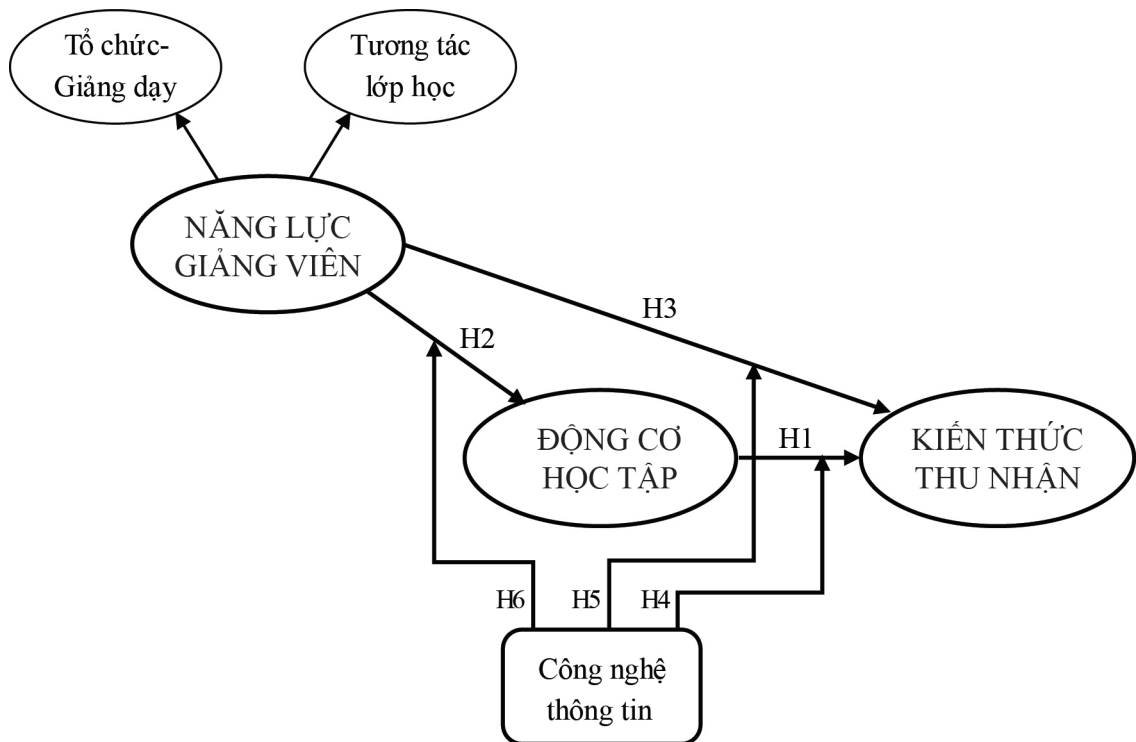 Tổ chức-
Giảng dạy
Tương tác
lớp học
NĂNG LỰC
GIẢNG VIÊN
H3
H2
ĐỘNG CƠ
HỌC TẬP
H1
KIẾN THỨC
THU NHẬN
H6
H5
H4
Công nghệ
thông tin